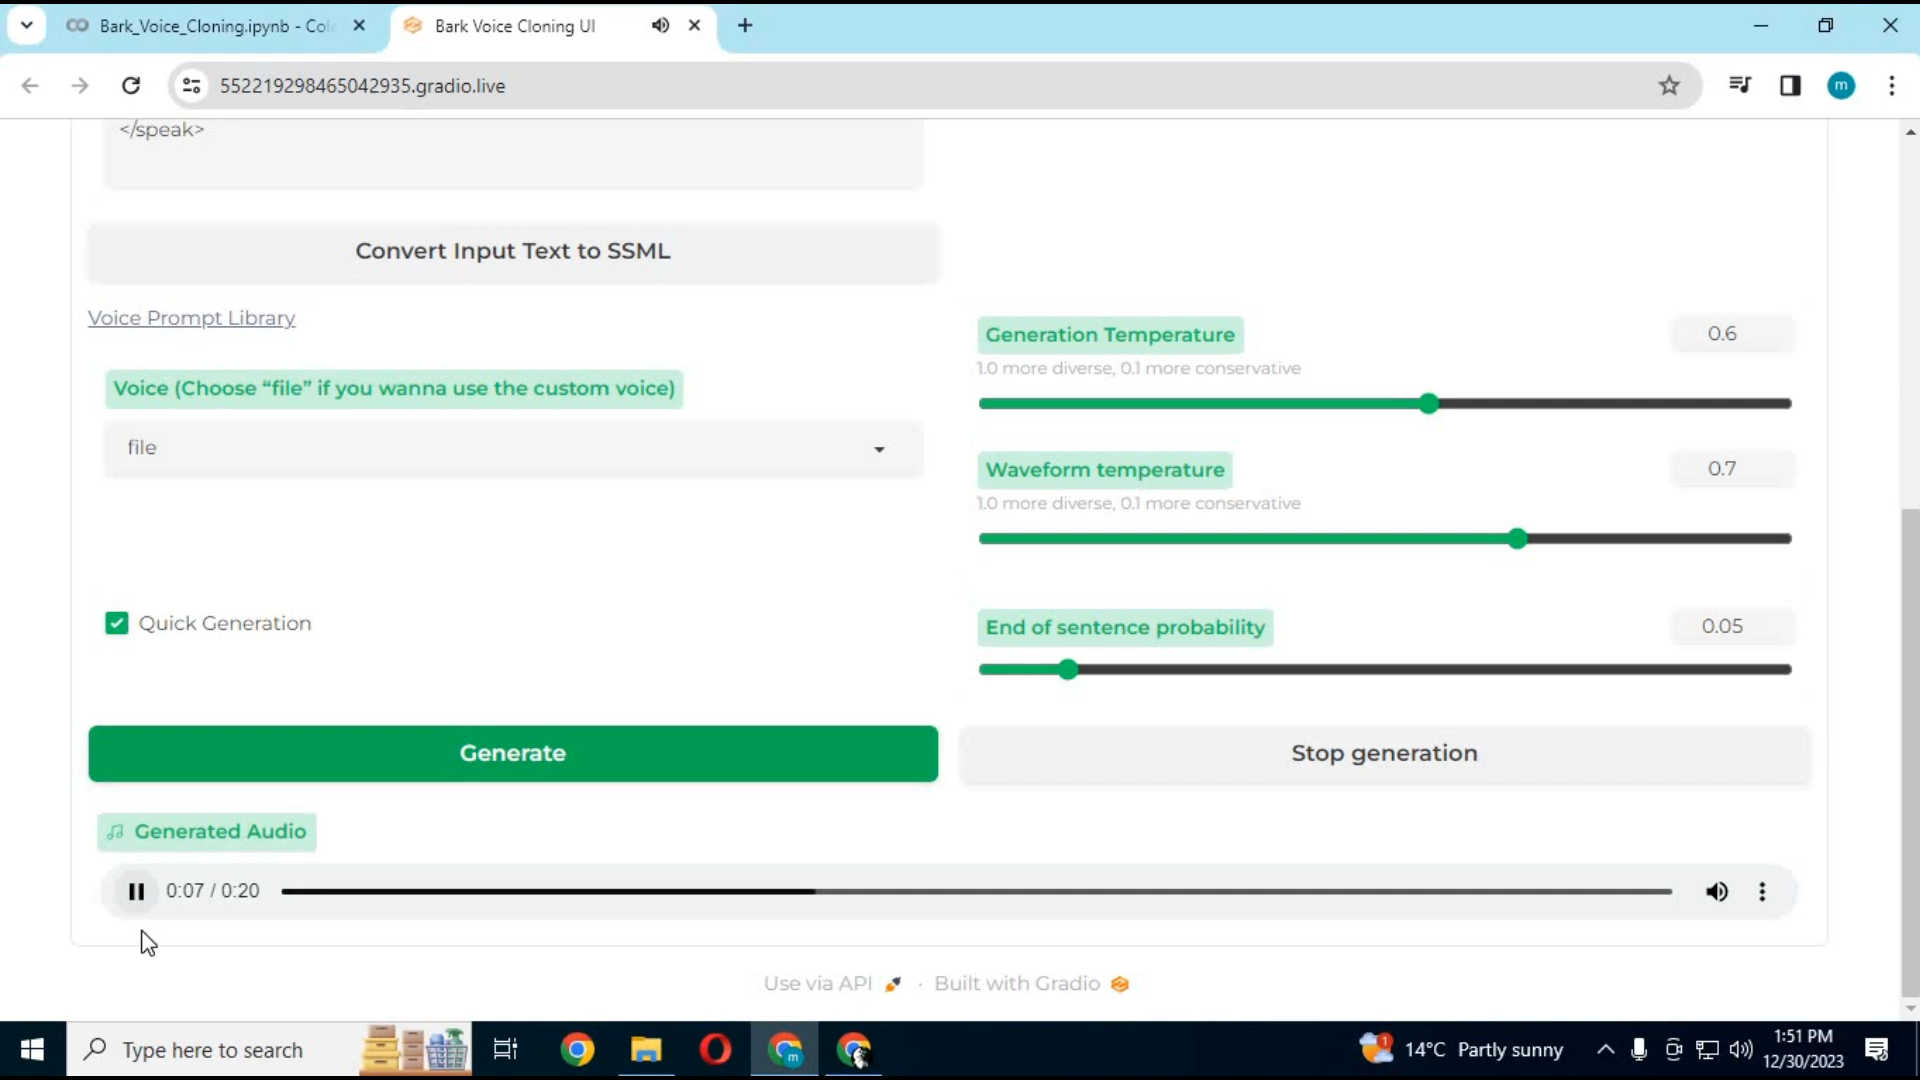 Bark_Voice_Cloning.ipynb - Cola
Bark Voice Cloning UI
552219298465042935.gradio.live
m
</speak>
Convert Input Text to SSML
Voice Prompt Library
Voice (Choose “file” if you wanna use the custom voice)
file
Quick Generation
Generation Temperature
0.6
1.0 more diverse, 0.1 more conservative
Waveform temperature
0.7
1.0 more diverse, 0.1 more conservative
End of sentence probability
0.05
Generate
Stop generation
Generated Audio
0:07 / 0:20
Use via API · Built with Gradio
Type here to search
m
1
14°C Partly sunny
1:51 PM
12/30/2023